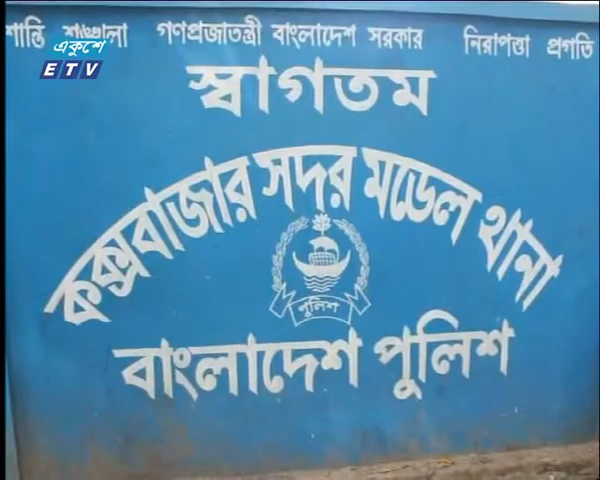 শান্তি শৃঙ্খলা গণপ্রজাতন্ত্রী বাংলাদেশ সরকার নিরাপত্তা প্রগতি
একুশে
ETV
স্বাগতম
কক্সবাজার সদর মডেল থানা
পুলিশ
বাংলাদেশ পুলিশ